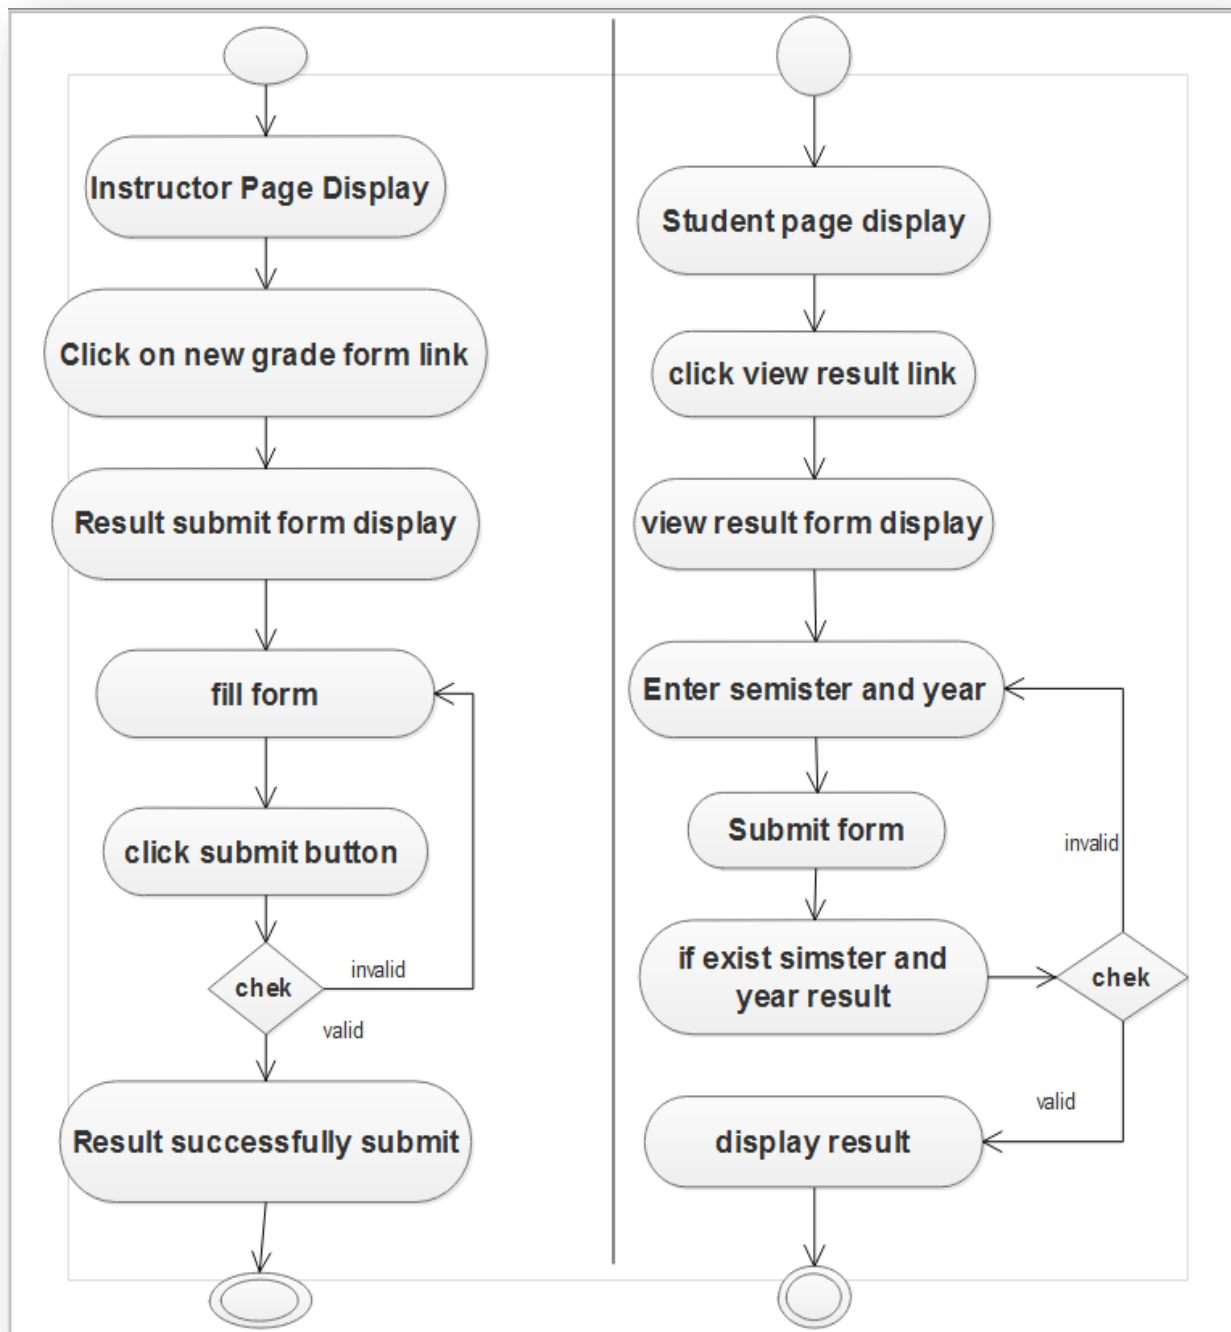 Instructor Page Display
Click on new grade form link
Result submit form display
fill form
click submit button
chek
invalid
valid
Result successfully submit
Student page display
click view result link
view result form display
Enter semister and year
Submit form
if exist simster and
year result
chek
invalid
valid
display result